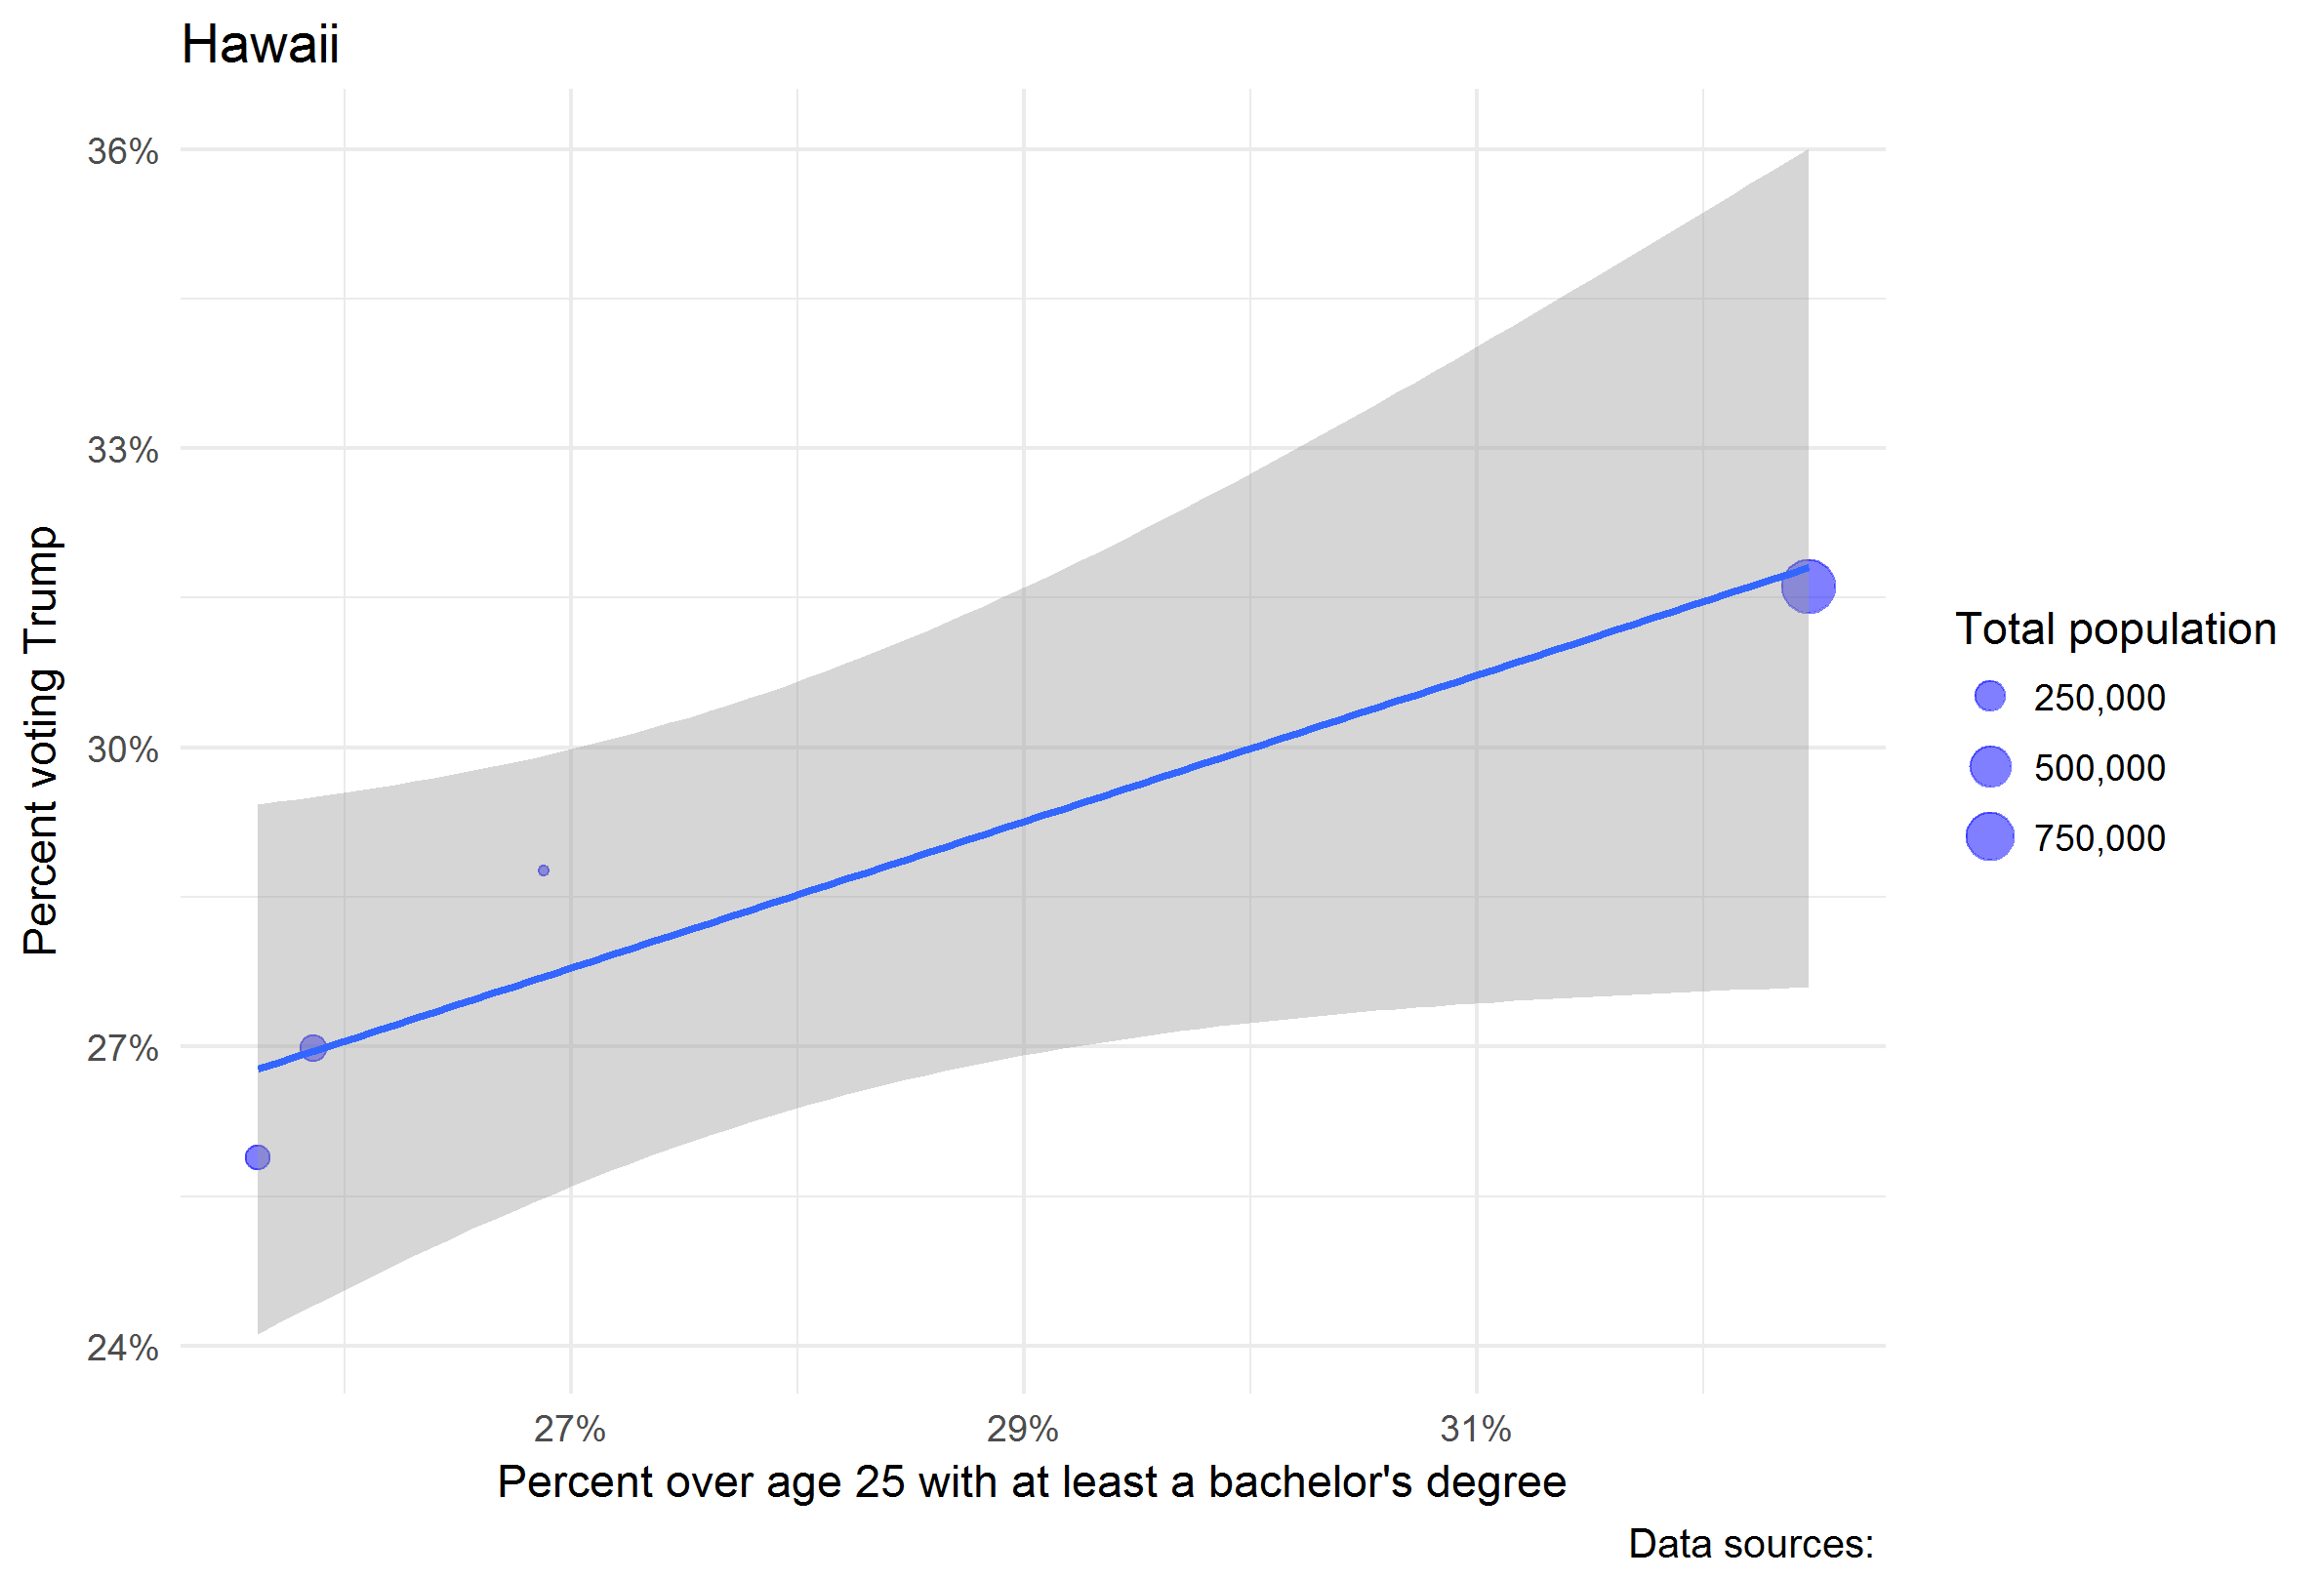 Hawaii
36%
33%
30%
27%
24%
Percent voting Trump
27%
29%
31%
Percent over age 25 with at least a bachelor's degree
Total population
250,000
500,000
750,000
Data sources: